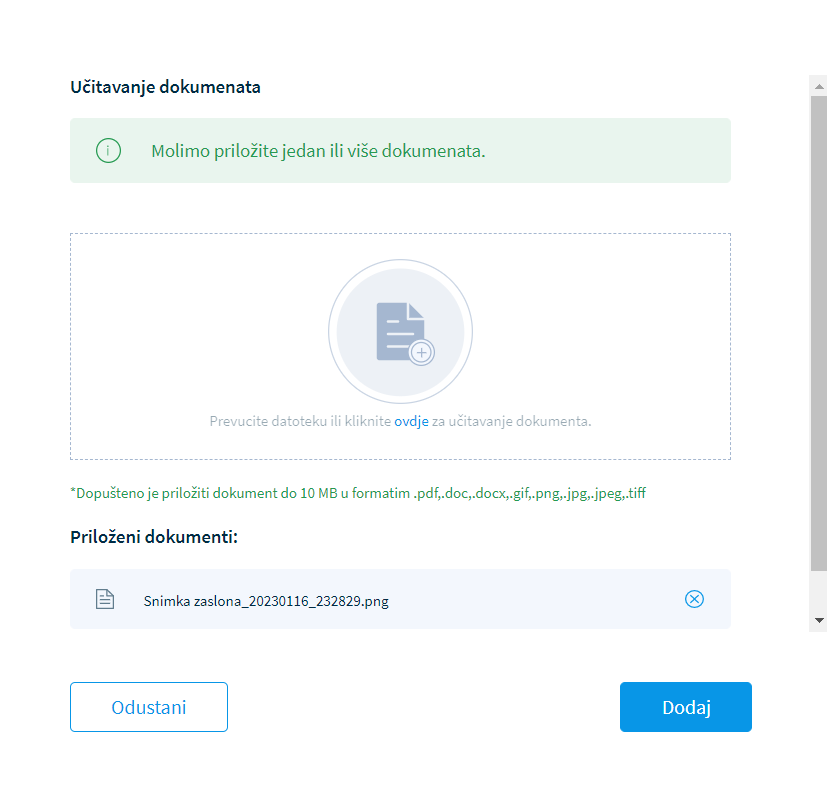 Učitavanje dokumenata
Molimo priložite jedan ili više dokumenata.
Prevucite datoteku ili kliknite ovdje za učitavanje dokumenta.
*Dopušteno je priložiti dokument do 10 MB u formatim .pdf,.doc,.docx,.gif,.png,.jpg,.jpeg,.tiff
Priloženi dokumenti:
Snimka zaslona_20230116_232829.png
Odustani
Dodaj